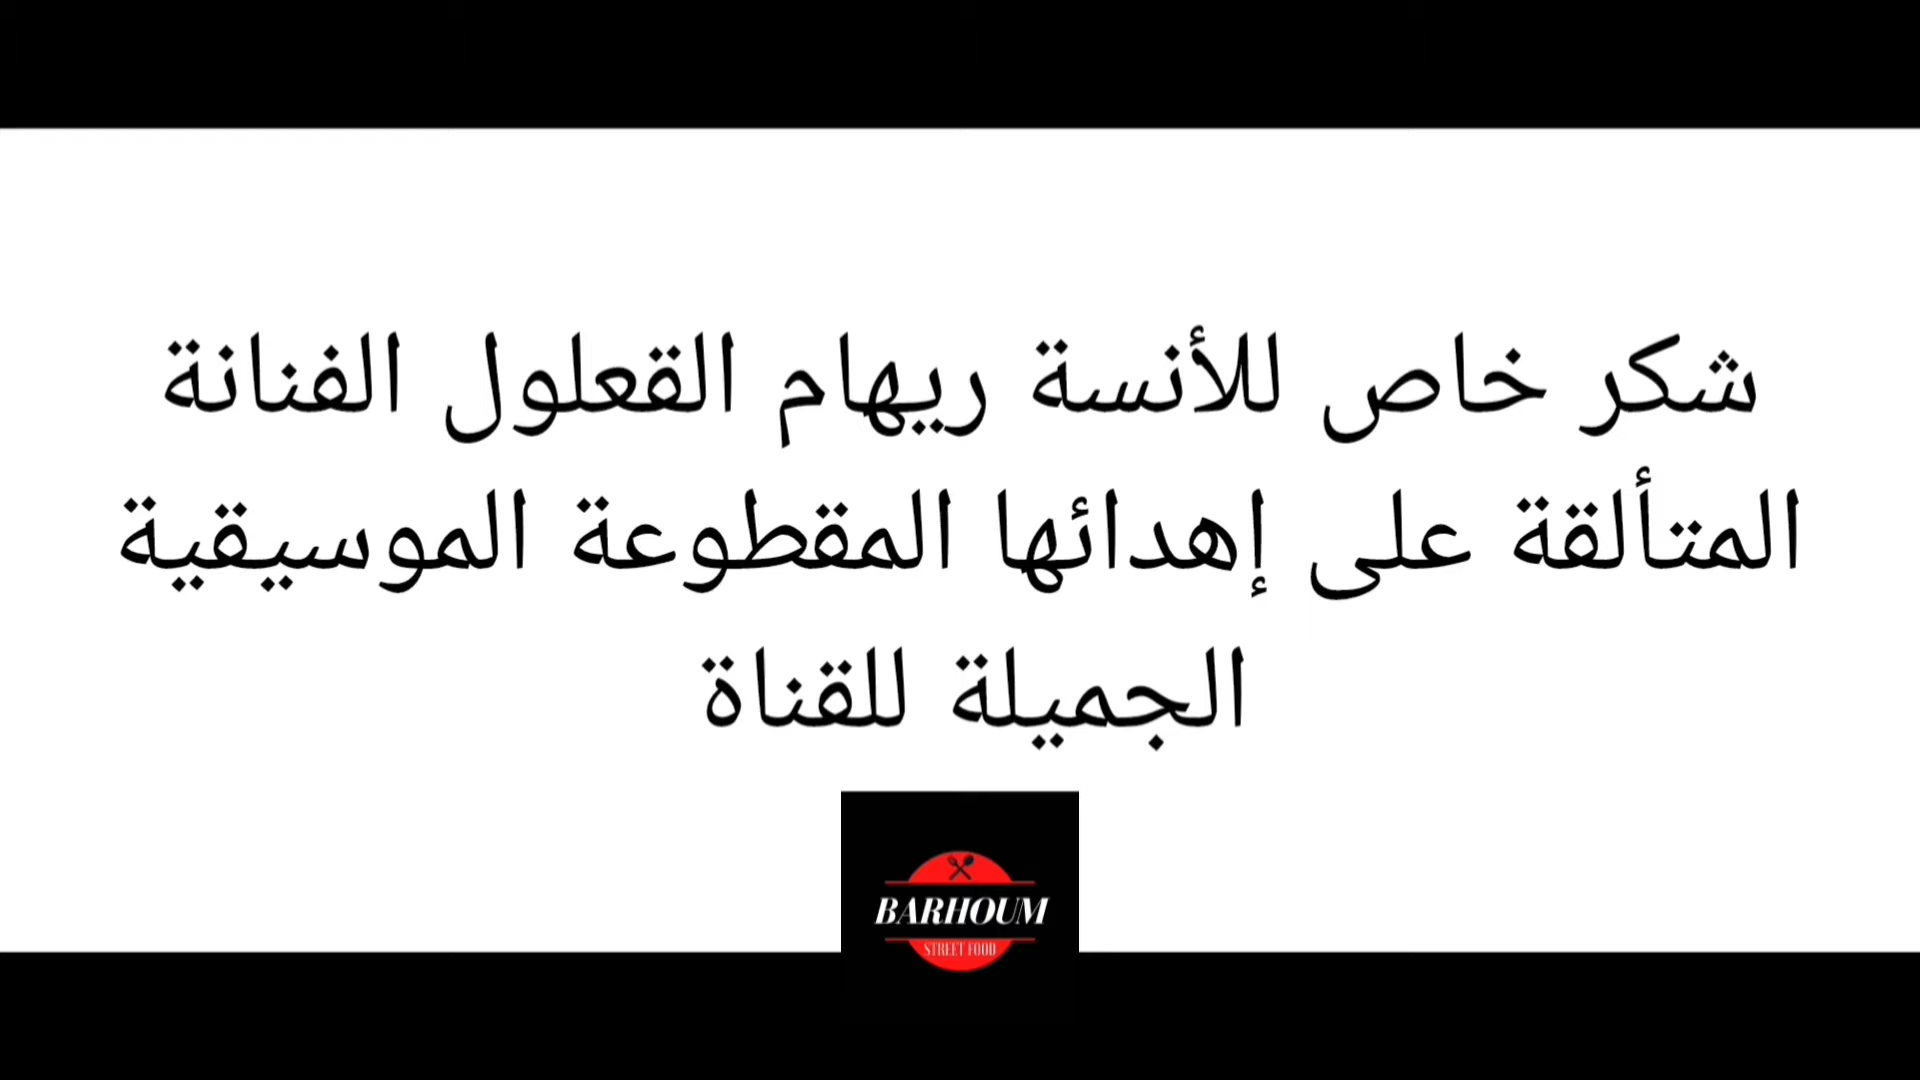 شكر خاص للأنسة ريهام القعلول الفنانة
المتألقة على إهدائها المقطوعة الموسيقية
الجميلة للقناة
BARHOUM
STREET FOOD